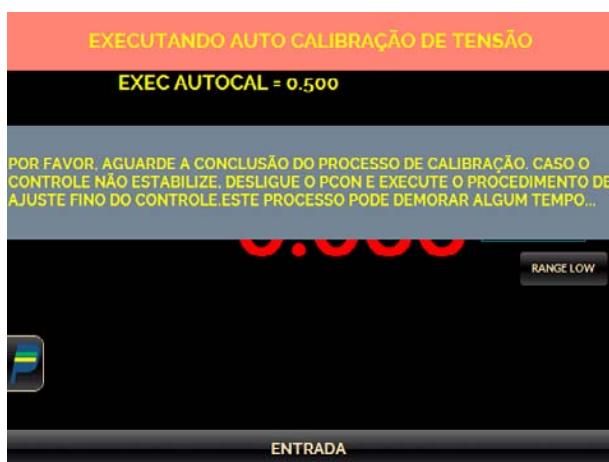 EXECUTANDO AUTO CALIBRAÇÃO DE TENSÃO
EXEC AUTOCAL = 0.500
POR FAVOR, AGUARDE A CONCLUSÃO DO PROCESSO DE CALIBRAÇÃO. CASO O
CONTROLE NÃO ESTABILIZE, DESLIGUE O PCON E EXECUTE O PROCEDIMENTO DE
AJUSTE FINO DO CONTROLE.ESTE PROCESSO PODE DEMORAR ALGUM TEMPO...
RANGE LOW
ENTRADA